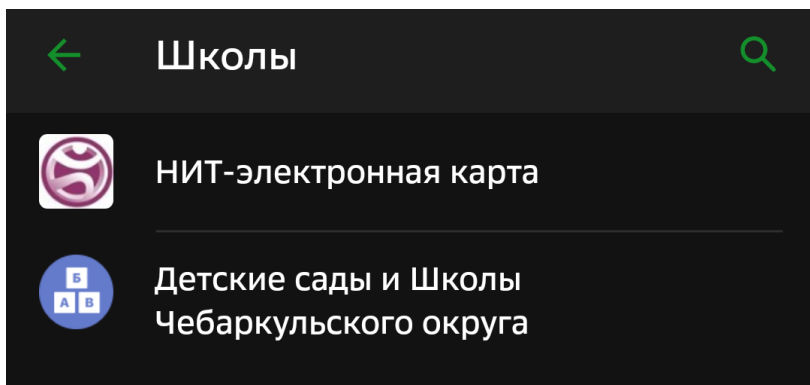 Школы
НИТ-электронная карта
Детские сады и Школы
Чебаркульского округа
Б
А В